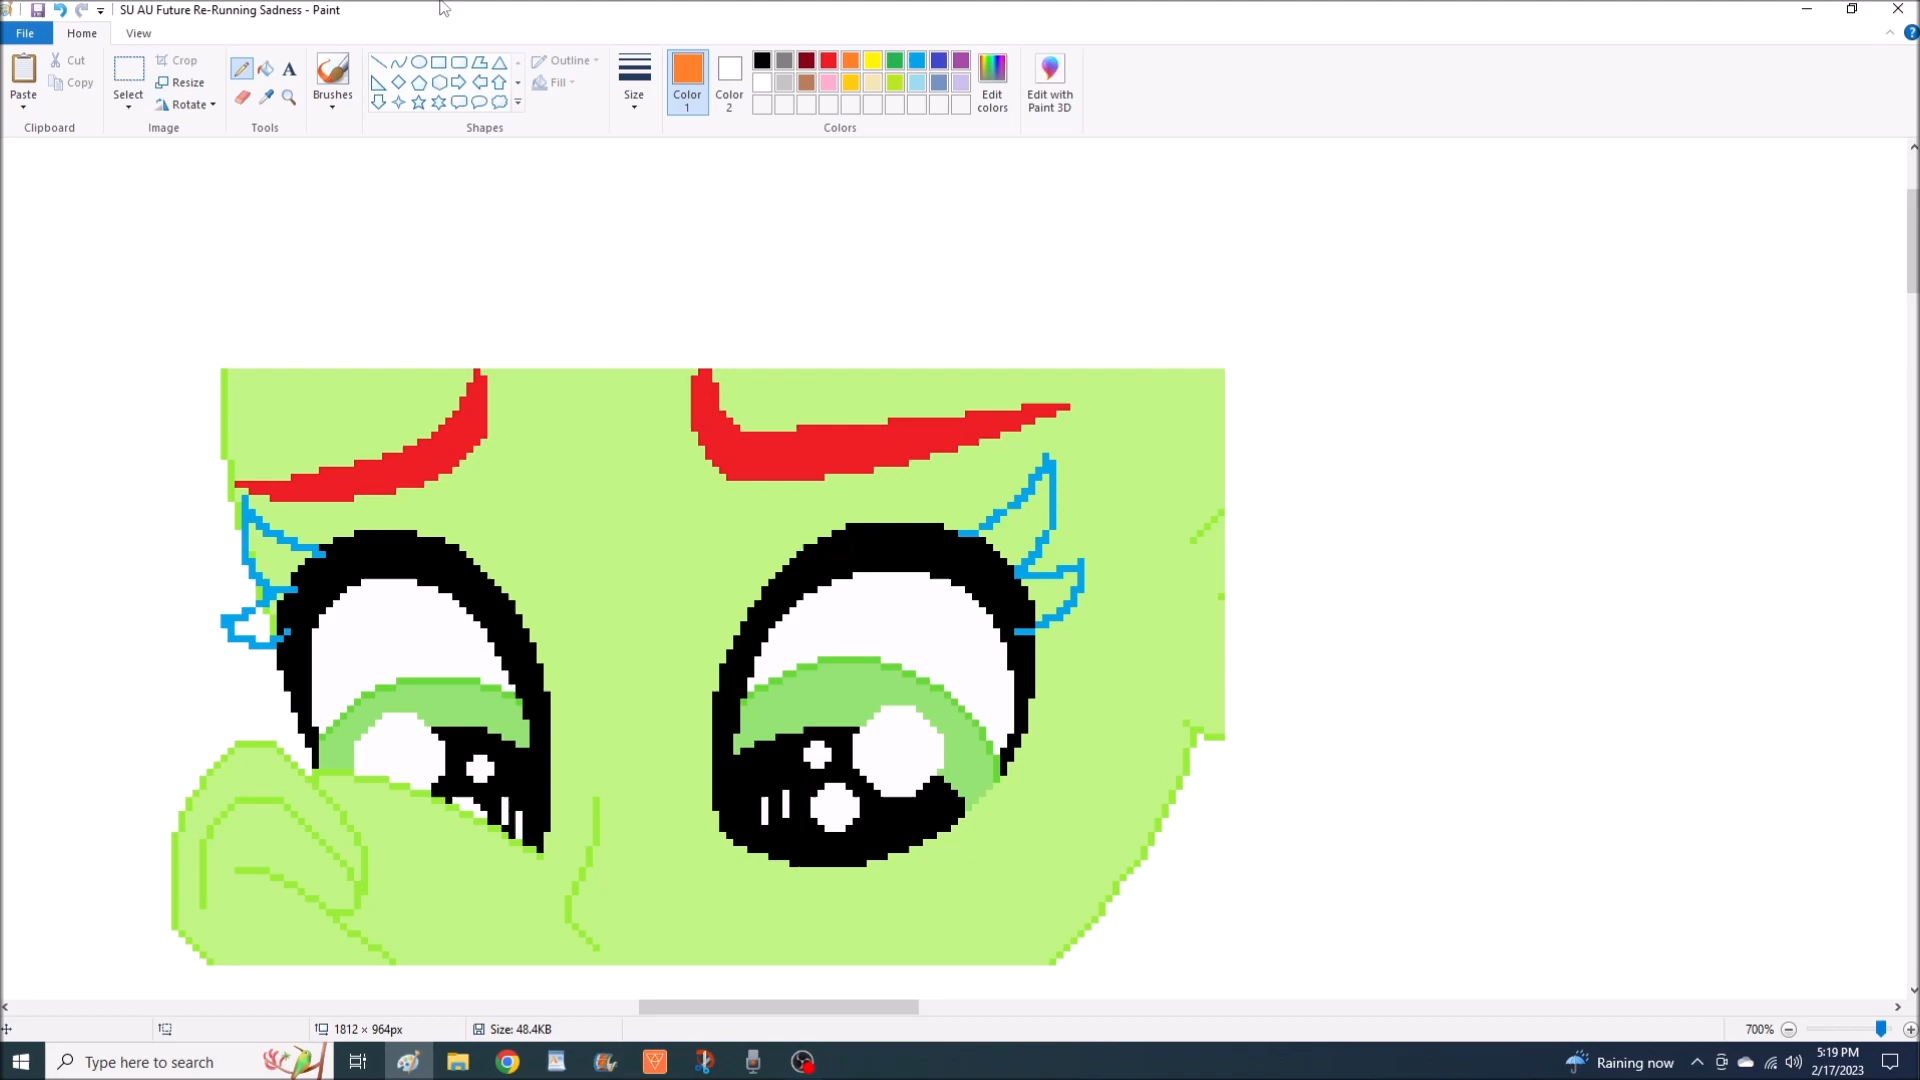 SU AU Future Re-Running Sadness - Paint
File
Home
View
Paste
Cut
Copy
Clipboard
Select
Crop
Resize
Rotate
Image
A
Tools
Brushes
Outline
Fill
Shapes
Size
Color
1
Color
2
Edit
colors
Colors
Edit with
Paint 3D
1812 × 964px
Size: 48.4KB
700%
Type here to search
Raining now
5:19 PM
2/17/2023